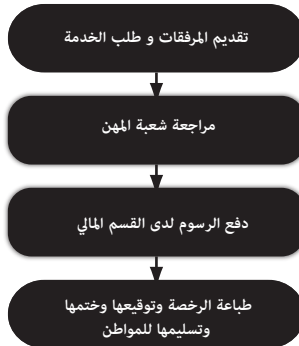 تقديم المرفقات و طلب الخدمة
مراجعة شعبة المهن
دفع الرسوم لدى القسم المالي
طباعة الرخصة وتوقيعها وختمها
وتسليمها للمواطن